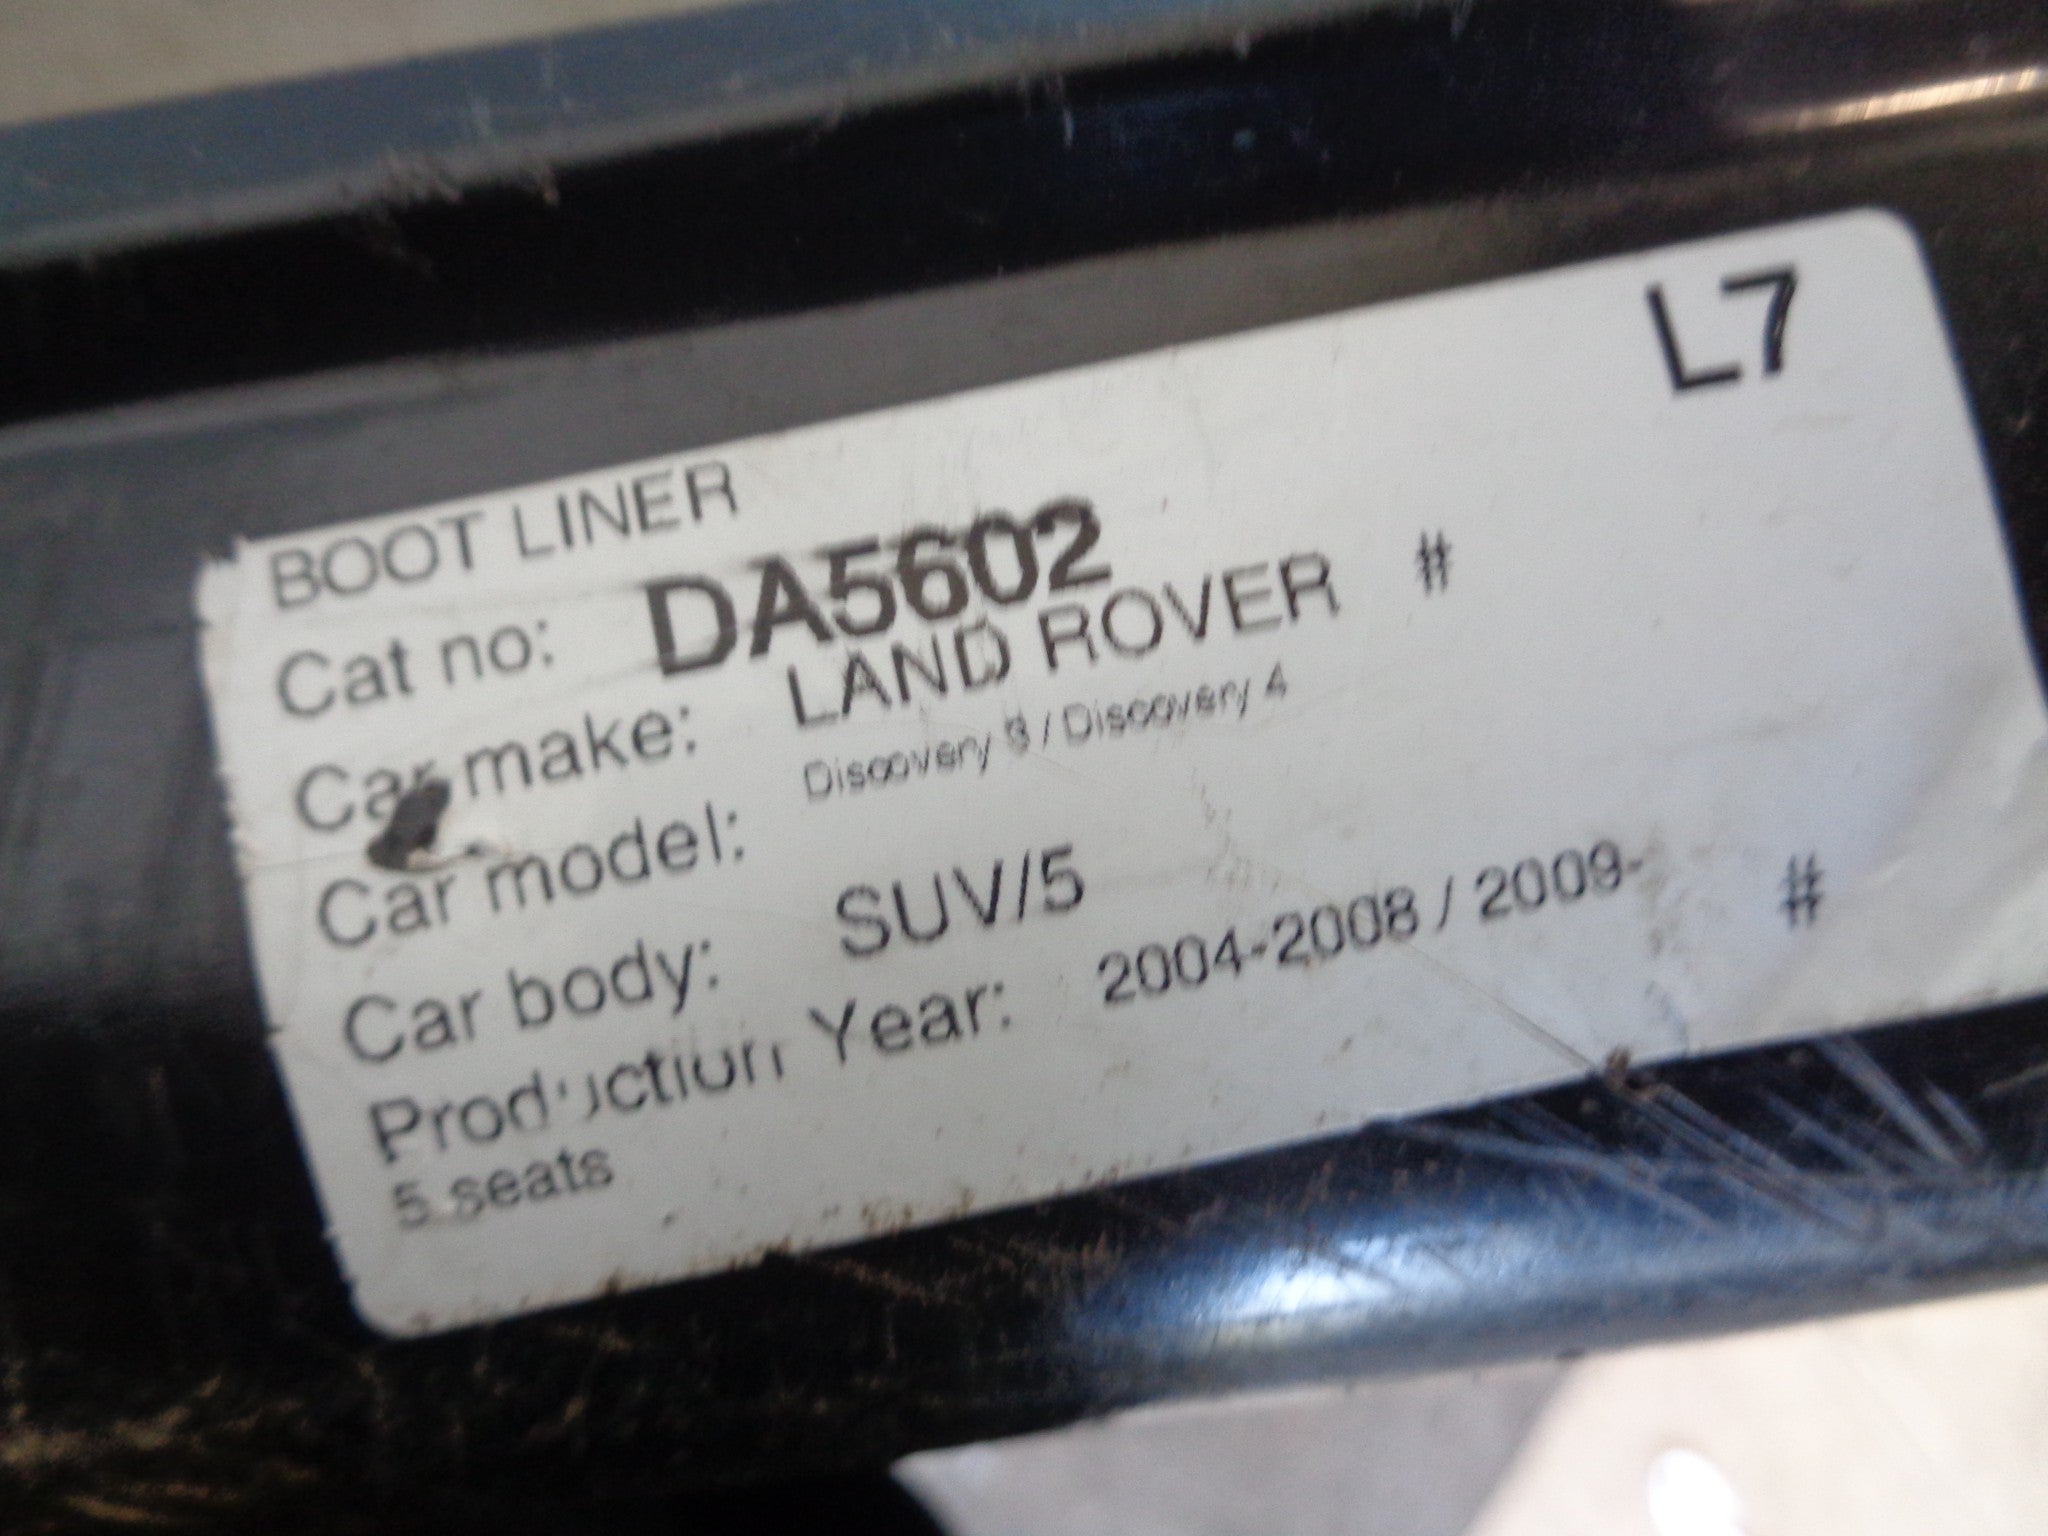 L7
BOOT LINER
Cat no: DA5602
Car make: LAND ROVER #
Car model: Discovery 3 / Discovery 4
Car body: SUV/5
Production Year: 2004-2008 / 2009- #
5 seats